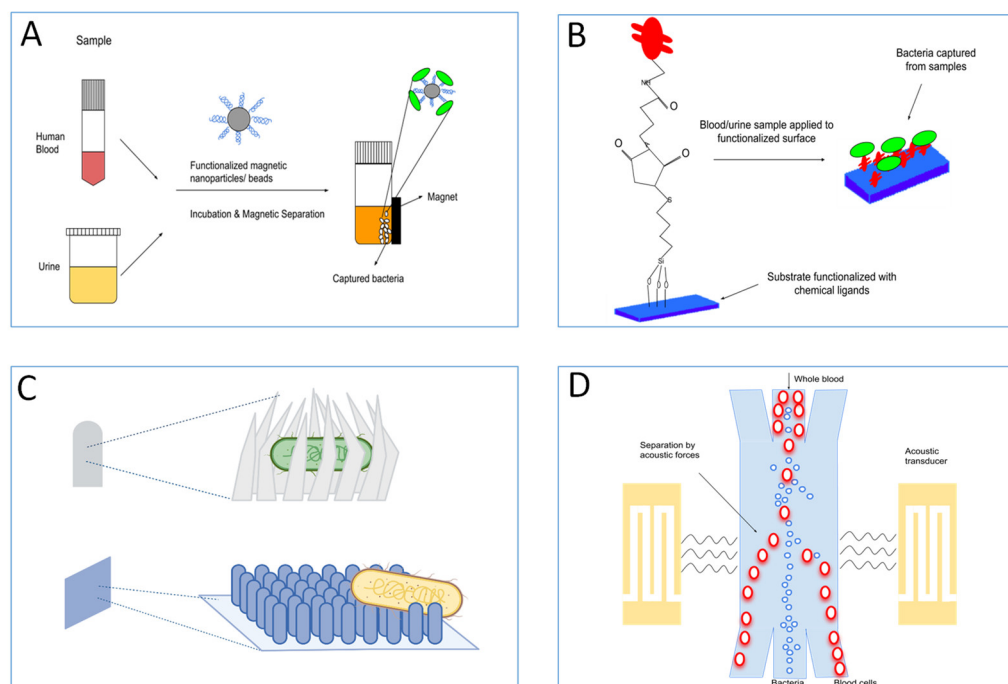 A
Sample
Human
Blood
Functionalized magnetic
nanoparticles/ beads
Incubation & Magnetic Separation
Urine
Magnet
Captured bacteria
B
NH
O
O
O
S
Si
O
O
O
Blood/urine sample applied to
functionalized surface
Bacteria captured
from samples
Substrate functionalized with
chemical ligands
C
D
Whole blood
Separation by
acoustic forces
Acoustic
transducer
Bacteria
Blood cells